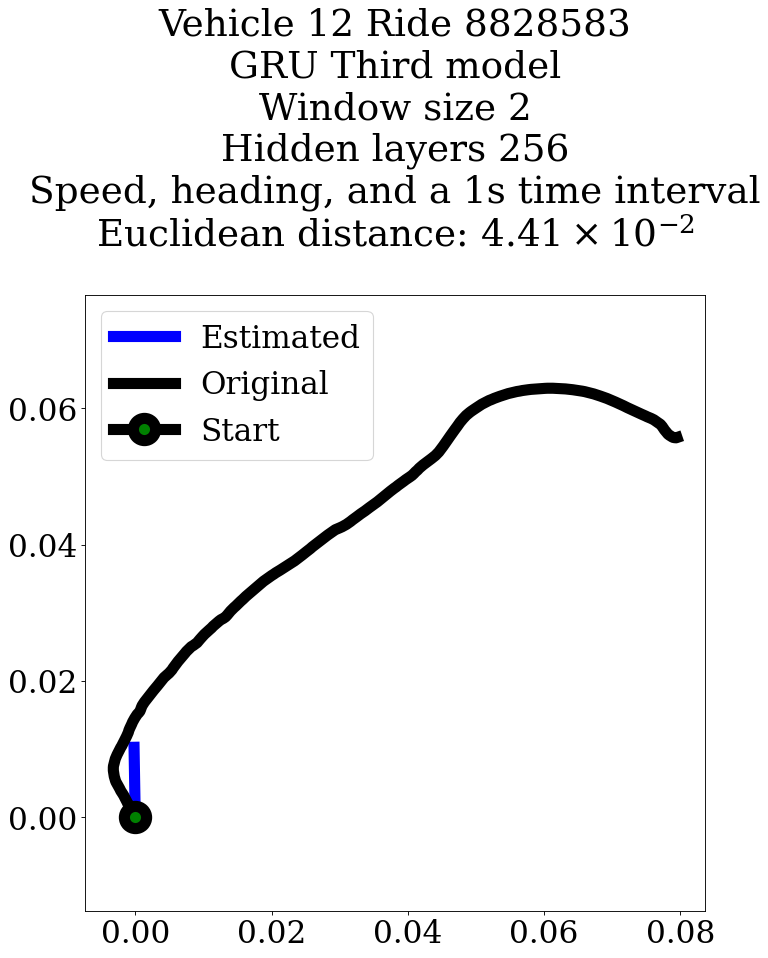 Vehicle 12 Ride 8828583
GRU Third model
Window size 2
Hidden layers 256
Speed, heading, and a 1s time interval
Euclidean distance: 4.41 × 10⁻²
Estimated
Original
Start
0.06
0.04
0.02
0.00
0.00 0.02 0.04 0.06 0.08